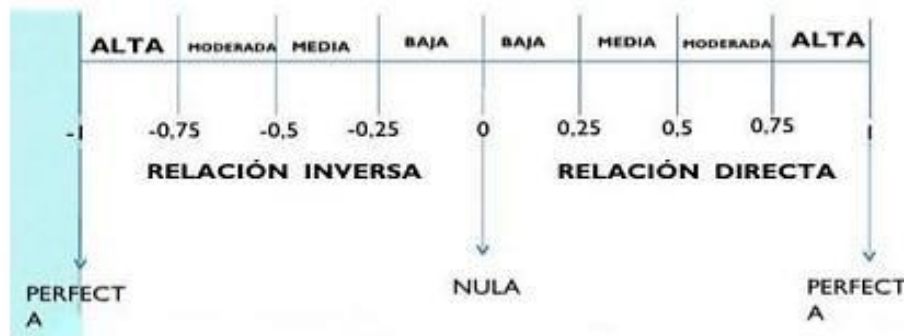 ALTA MODERADA MEDIA BAJA BAJA MEDIA MODERADA ALTA
-1 -0,75 -0,5 -0,25 0 0,25 0,5 0,75 1
RELACIÓN INVERSA RELACIÓN DIRECTA
PERFECT
A
NULA
PERFECT
A